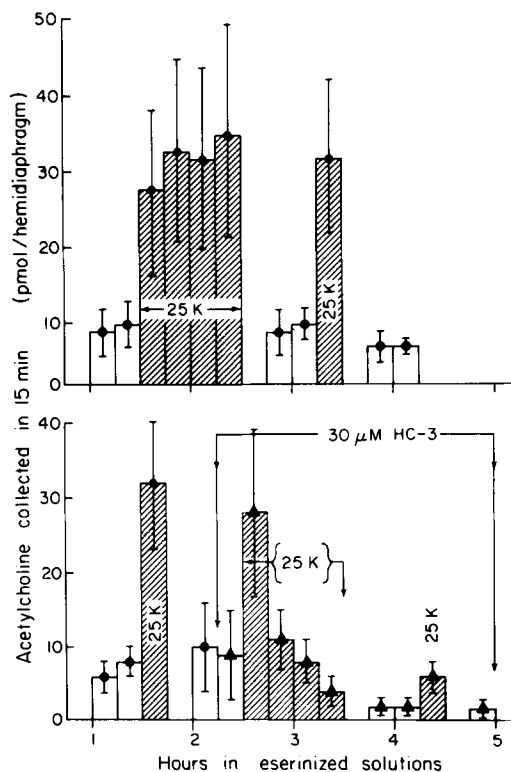 Acetylcholine collected in 15 min (pmol/hemidiaphragm)
50
40
30
20
10
0
25 K
25 K
40
30
20
10
0
30 μM HC-3
25 K
{25 K}
25 K
1 2 3 4 5
Hours in eserinized solutions